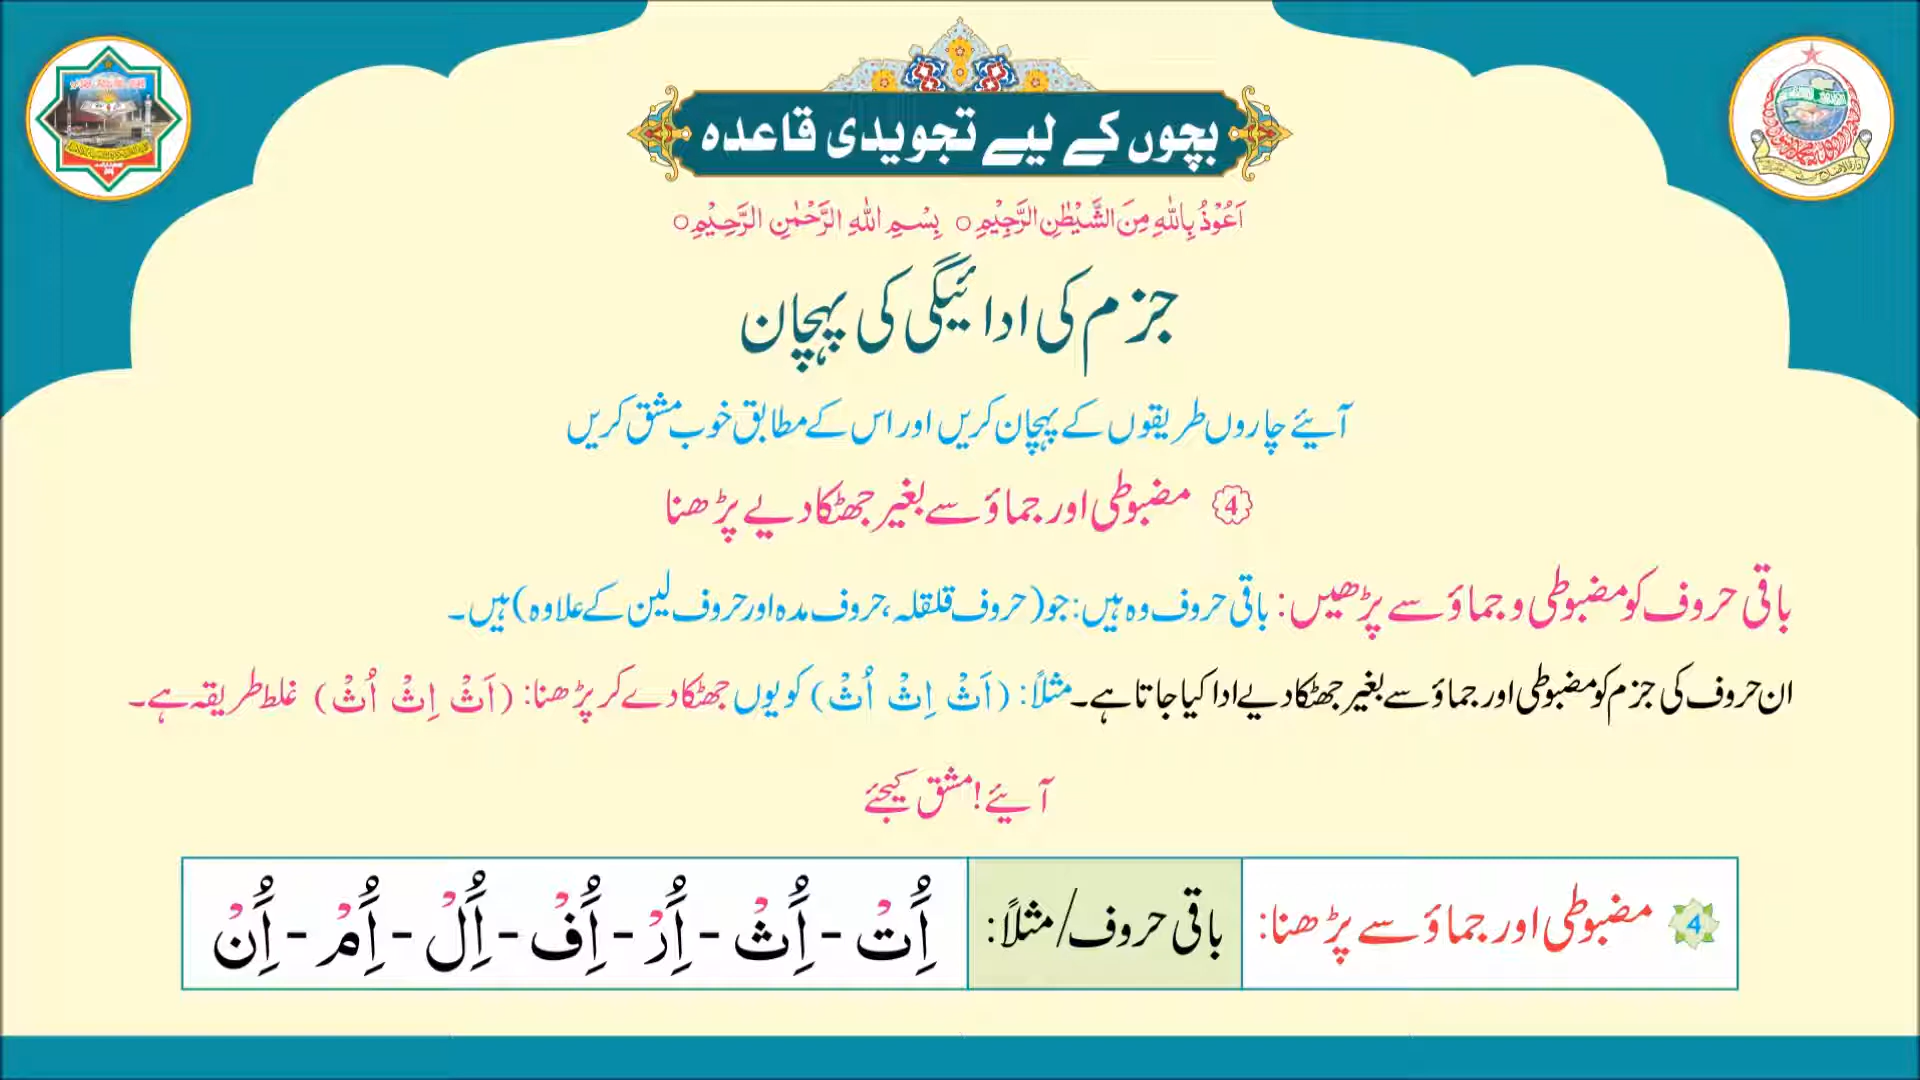 بچوں کے لیے تجویدی قاعدہ
اَعُوْذُ بِاللّٰهِ مِنَ الشَّیْطٰنِ الرَّجِیْمِ○ بِسْمِ اللّٰهِ الرَّحْمٰنِ الرَّحِیْمِ○
جزم کی ادائیگی کی پہچان
آیئے چاروں طریقوں کے پہچان کریں اور اس کے مطابق خوب مشق کریں
4 مضبوطی اور جماؤ سے بغیر جھٹکا دیے پڑھنا
باقی حروف کو مضبوطی و جماؤ سے پڑھیں: باقی حروف وہ ہیں: جو (حروف قلقلہ، حروف مدہ اور حروف لین کے علاوہ) ہیں۔
ان حروف کی جزم کو مضبوطی اور جماؤ سے بغیر جھٹکا دیے ادا کیا جاتا ہے۔ مثلاً: (اَثْ اِثْ اُثْ) کو یوں جھٹکا دے کر پڑھنا: (اَثْ اِثْ اُثْ) غلط طریقہ ہے۔
آیئے! مشق کیجئے
4 مضبوطی اور جماؤ سے پڑھنا: باقی حروف/مثلاً: اَُِتْ - اَُِثْ - اَُِرْ - اَُِفْ - اَُِلْ - اَُِمْ - اَُِنْ